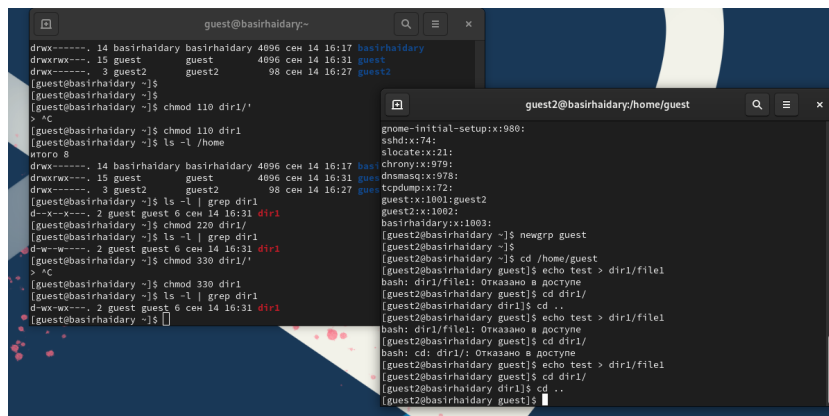 guest@basirhaidary:~
drwx------. 14 basirhaidary basirhaidary 4096 сен 14 16:17 basirhaidary
drwxrwx---. 15 guest        guest        4096 сен 14 16:31 guest
drwx------.  3 guest2       guest2         98 сен 14 16:27 guest2
[guest@basirhaidary ~]$
[guest@basirhaidary ~]$
[guest@basirhaidary ~]$ chmod 110 dir1/'
> ^C
[guest@basirhaidary ~]$ chmod 110 dir1
[guest@basirhaidary ~]$ ls -l /home
итого 8
drwx------. 14 basirhaidary basirhaidary 4096 сен 14 16:17 basi
drwxrwx---. 15 guest        guest        4096 сен 14 16:31 gues
drwx------.  3 guest2       guest2         98 сен 14 16:27 gues
[guest@basirhaidary ~]$ ls -l | grep dir1
d--x--x---. 2 guest guest 6 сен 14 16:31 dir1
[guest@basirhaidary ~]$ chmod 220 dir1/
[guest@basirhaidary ~]$ ls -l | grep dir1
d-w--w----. 2 guest guest 6 сен 14 16:31 dir1
[guest@basirhaidary ~]$ chmod 330 dir1/'
> ^C
[guest@basirhaidary ~]$ chmod 330 dir1
[guest@basirhaidary ~]$ ls -l | grep dir1
d-wx-wx---. 2 guest guest 6 сен 14 16:31 dir1
[guest@basirhaidary ~]$
guest2@basirhaidary:/home/guest
gnome-initial-setup:x:980:
sshd:x:74:
slocate:x:21:
chrony:x:979:
dnsmasq:x:978:
tcpdump:x:72:
guest:x:1001:guest2
guest2:x:1002:
basirhaidary:x:1003:
[guest2@basirhaidary ~]$ newgrp guest
[guest2@basirhaidary ~]$
[guest2@basirhaidary ~]$ cd /home/guest
[guest2@basirhaidary guest]$ echo test > dir1/file1
bash: dir1/file1: Отказано в доступе
[guest2@basirhaidary guest]$ cd dir1/
[guest2@basirhaidary dir1]$ cd ..
[guest2@basirhaidary guest]$ echo test > dir1/file1
bash: dir1/file1: Отказано в доступе
[guest2@basirhaidary guest]$ cd dir1/
bash: cd: dir1/: Отказано в доступе
[guest2@basirhaidary guest]$ echo test > dir1/file1
[guest2@basirhaidary guest]$ cd dir1/
[guest2@basirhaidary dir1]$ cd ..
[guest2@basirhaidary guest]$